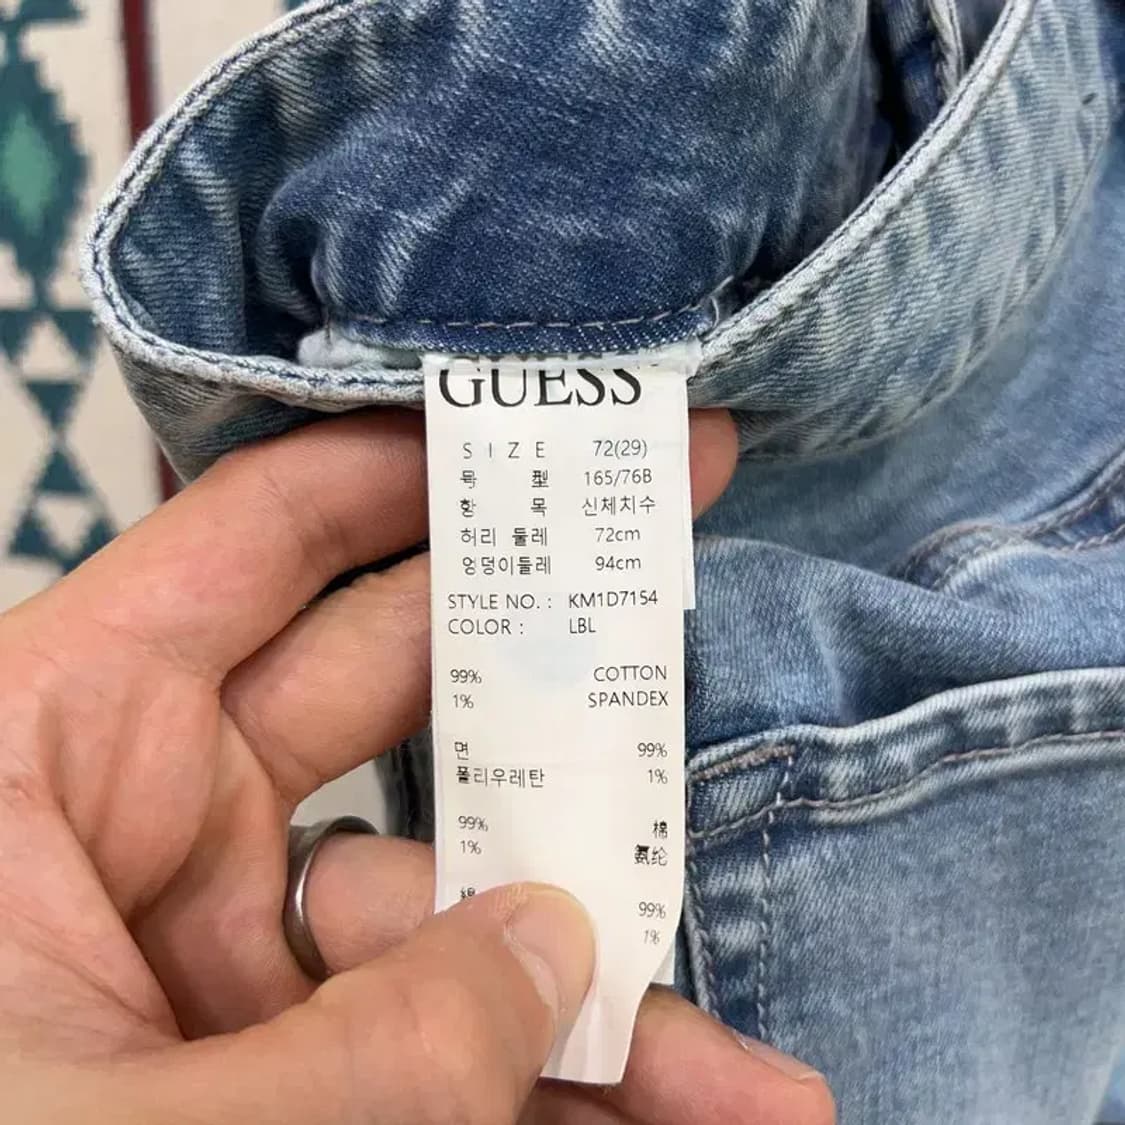 GUESS
SIZE 72(29)
号型 165/76B
항목 신체치수
허리 둘레 72cm
엉덩이둘레 94cm
STYLE NO. : KM1D7154
COLOR : LBL
99% COTTON
1% SPANDEX
면 99%
폴리우레탄 1%
99% 棉
1% 氨纶
綿 99%
1%